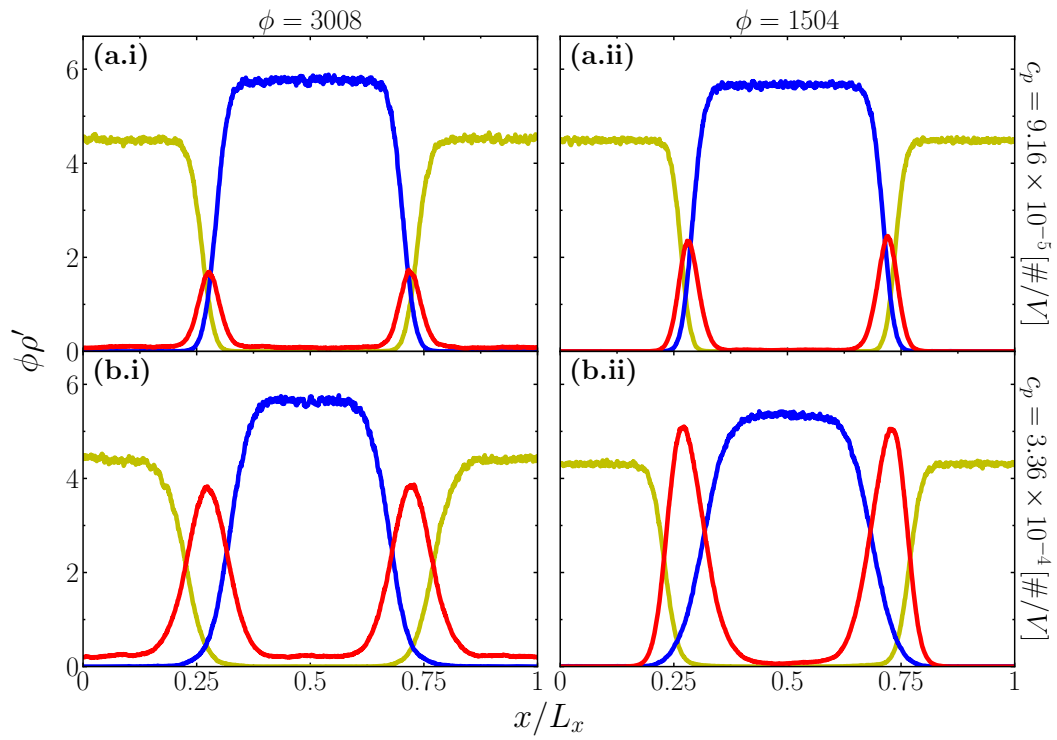 ϕ = 3008
ϕ = 1504
(a.i)
(a.ii)
6
4
2
0
c_p = 9.16 × 10⁻⁵ [#/V]
ϕρ′
(b.i)
(b.ii)
6
4
2
0
c_p = 3.36 × 10⁻⁴ [#/V]
0 0.25 0.5 0.75 1
0.25 0.5 0.75 1
x/L_x